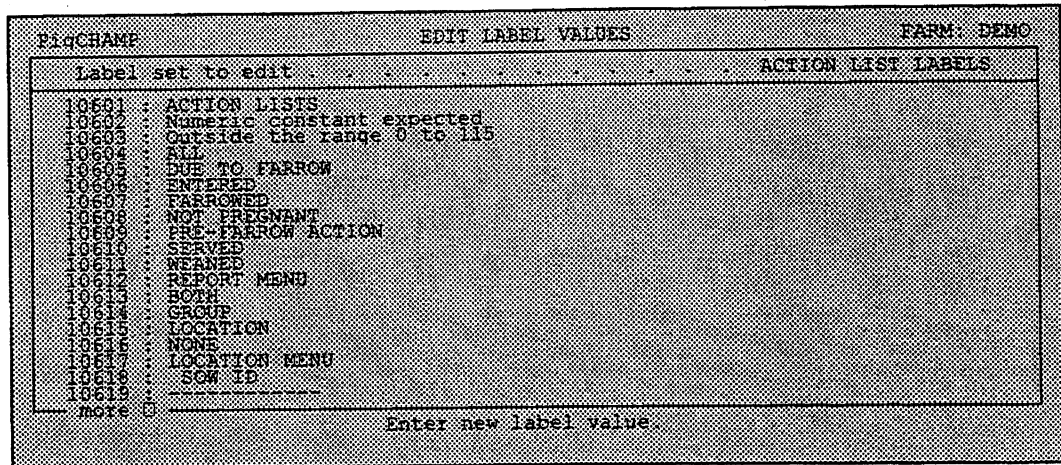 PigCHAMP EDIT LABEL VALUES FARM: DEMO
Label set to edit . . . . . . . . . . . . ACTION LIST LABELS
10601 : ACTION LISTS
10602 : Numeric constant expected
10603 : Outside the range 0 to 115
10604 : ALL
10605 : DUE TO FARROW
10606 : ENTERED
10607 : FARROWED
10608 : NOT PREGNANT
10609 : PRE-FARROW ACTION
10610 : SERVED
10611 : WEANED
10612 : REPORT MENU
10613 : BOTH
10614 : GROUP
10615 : LOCATION
10616 : NONE
10617 : LOCATION MENU
10618 : SOW ID
10619 : ------------
more
Enter new label value.